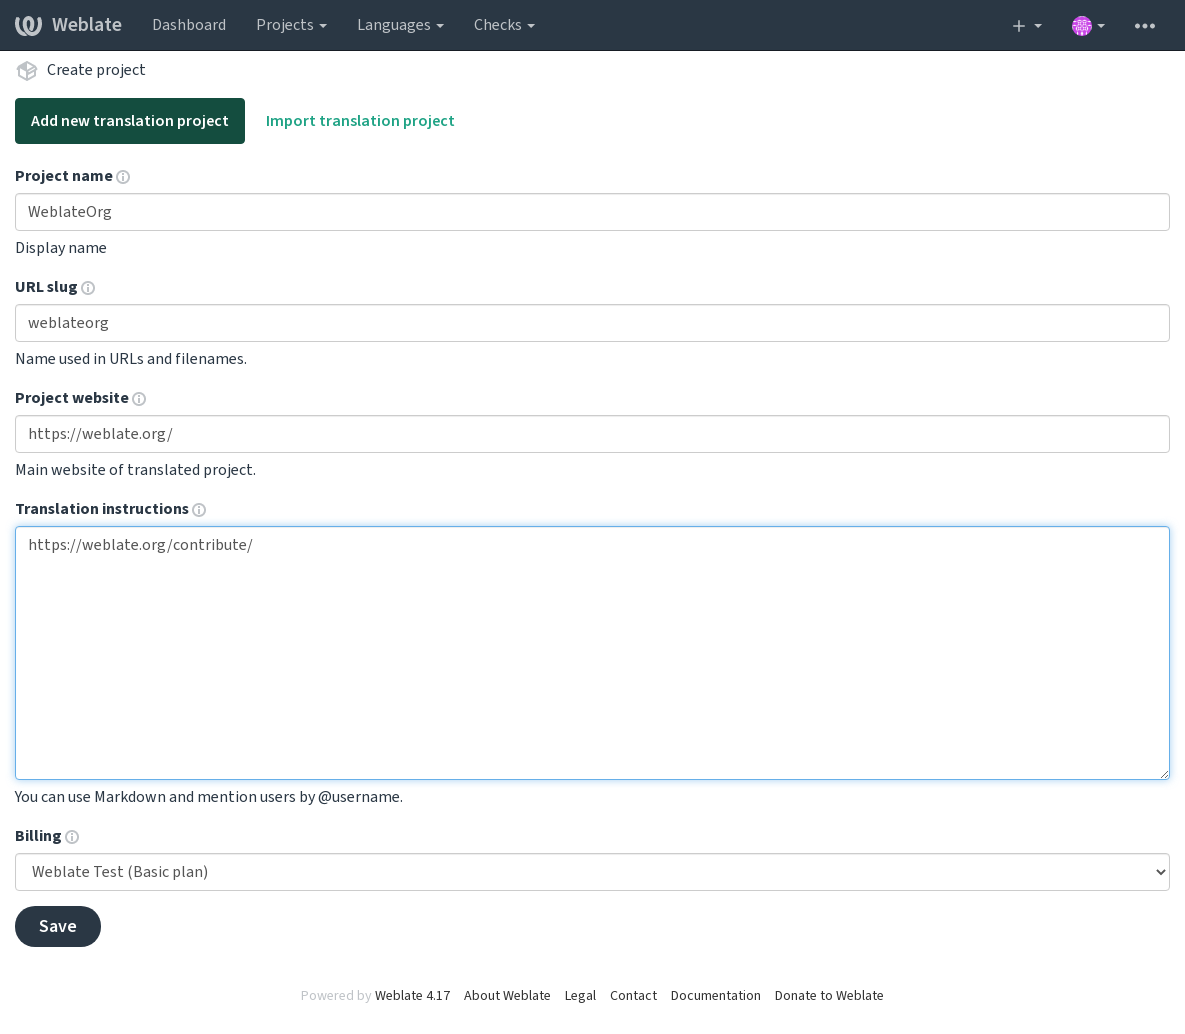 Weblate Dashboard Projects Languages Checks
Create project
Add new translation project Import translation project
Project name
WeblateOrg
Display name
URL slug
weblateorg
Name used in URLs and filenames.
Project website
https://weblate.org/
Main website of translated project.
Translation instructions
https://weblate.org/contribute/
You can use Markdown and mention users by @username.
Billing
Weblate Test (Basic plan)
Save
Powered by Weblate 4.17 About Weblate Legal Contact Documentation Donate to Weblate